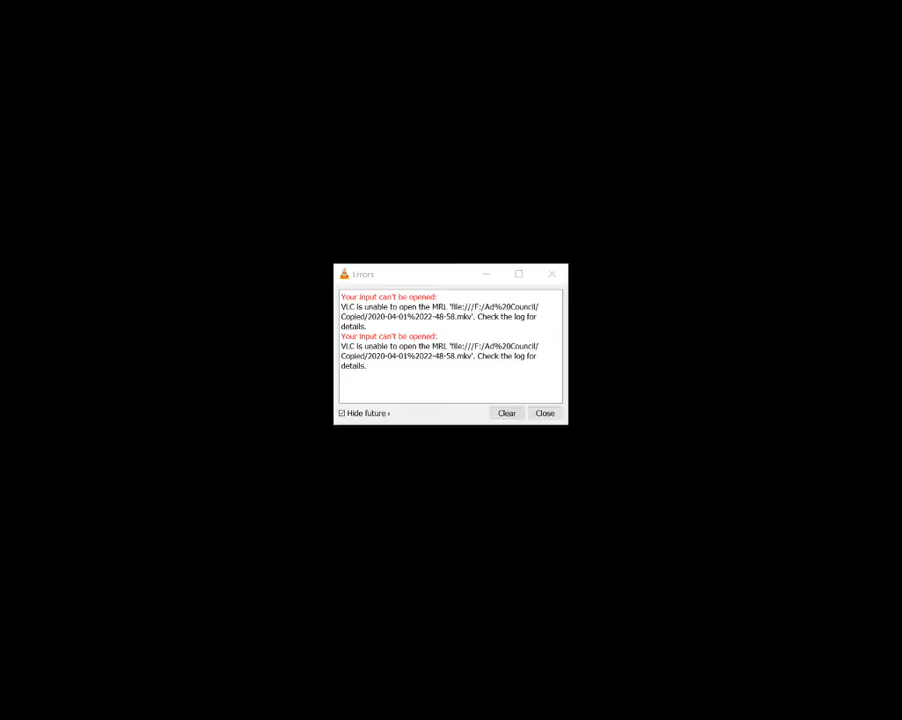 Errors
Your input can't be opened:
VLC is unable to open the MRL 'file:///F:/Ad%20Council/
Copied/2020-04-01%2022-48-58.mkv'. Check the log for
details.
Your input can't be opened:
VLC is unable to open the MRL 'file:///F:/Ad%20Council/
Copied/2020-04-01%2022-48-58.mkv'. Check the log for
details.
Hide future
Clear
Close